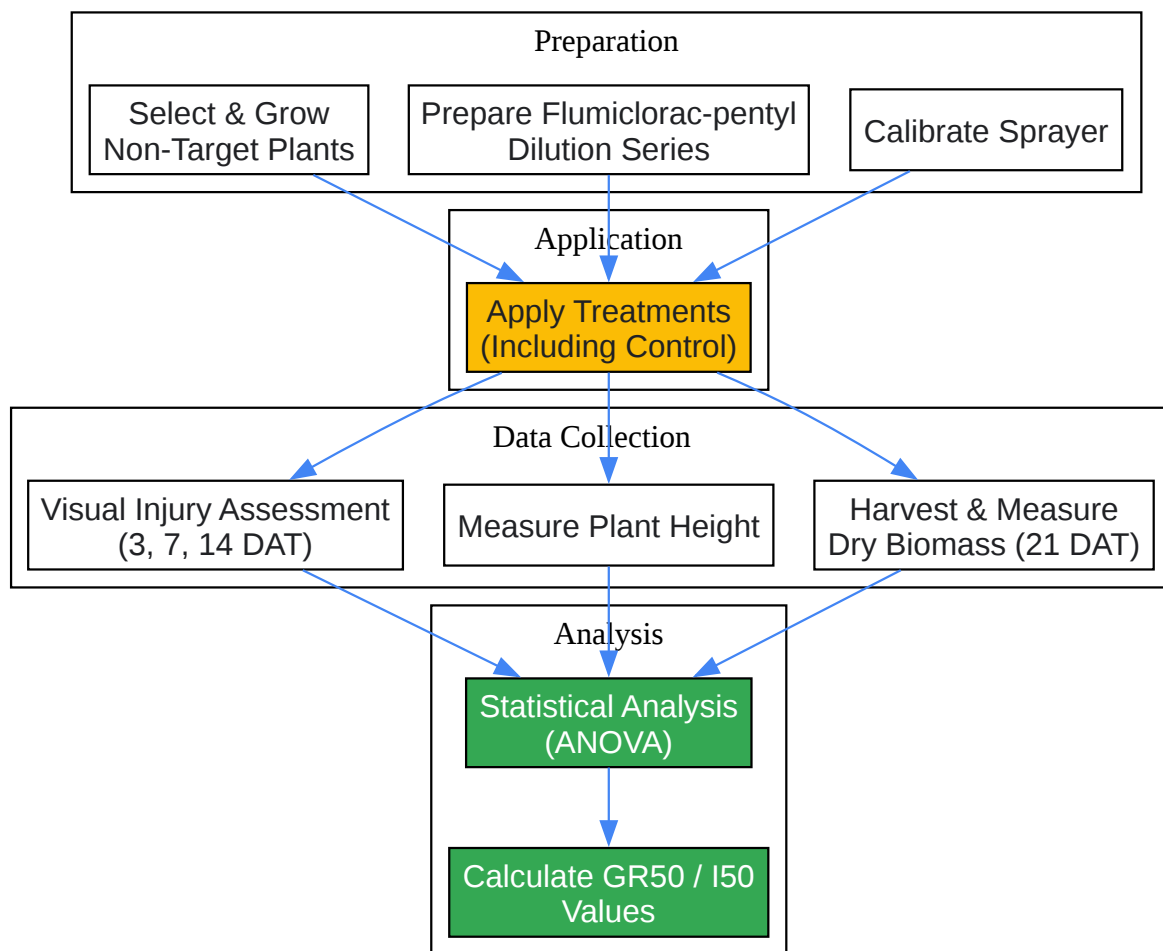 Preparation
Select & Grow
Non-Target Plants
Prepare Flumiclorac-pentyl
Dilution Series
Calibrate Sprayer
Application
Apply Treatments
(Including Control)
Data Collection
Visual Injury Assessment
(3, 7, 14 DAT)
Measure Plant Height
Harvest & Measure
Dry Biomass (21 DAT)
Analysis
Statistical Analysis
(ANOVA)
Calculate GR50 / I50
Values